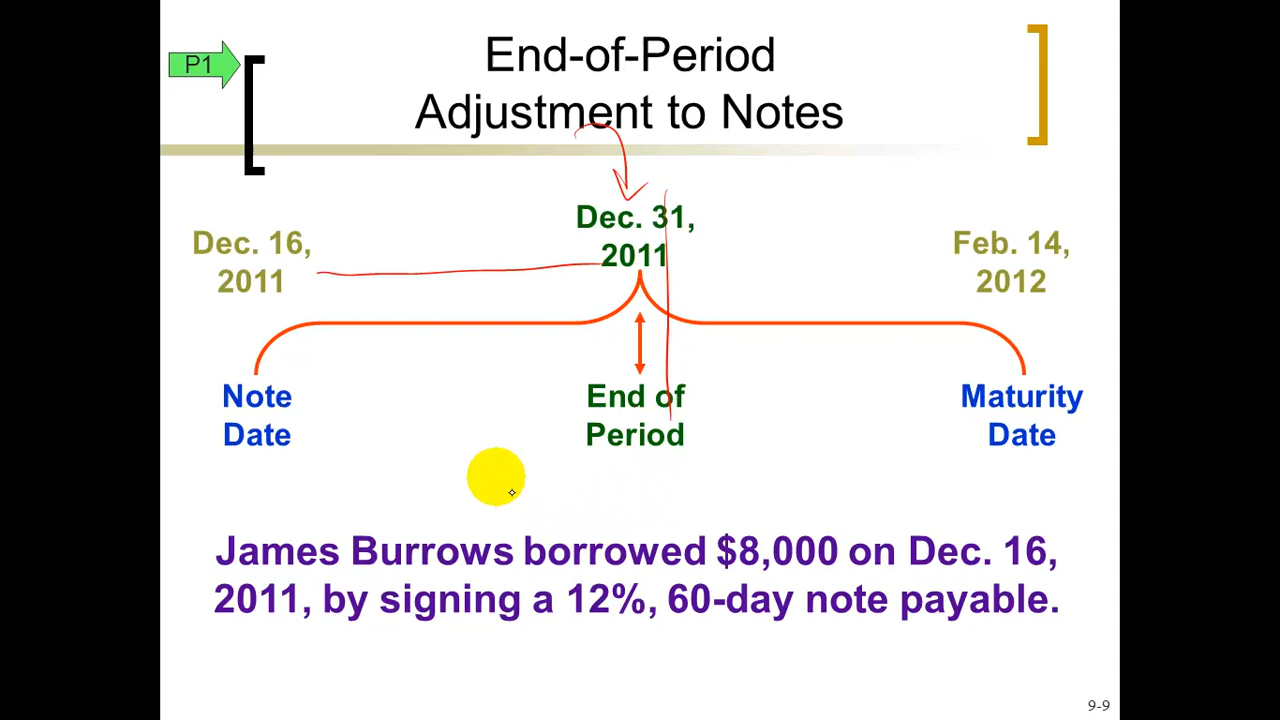 P1
End-of-Period
Adjustment to Notes
Dec. 16,
2011
Dec. 31,
2011
Feb. 14,
2012
Note
Date
End of
Period
Maturity
Date
James Burrows borrowed $8,000 on Dec. 16,
2011, by signing a 12%, 60-day note payable.
9-9